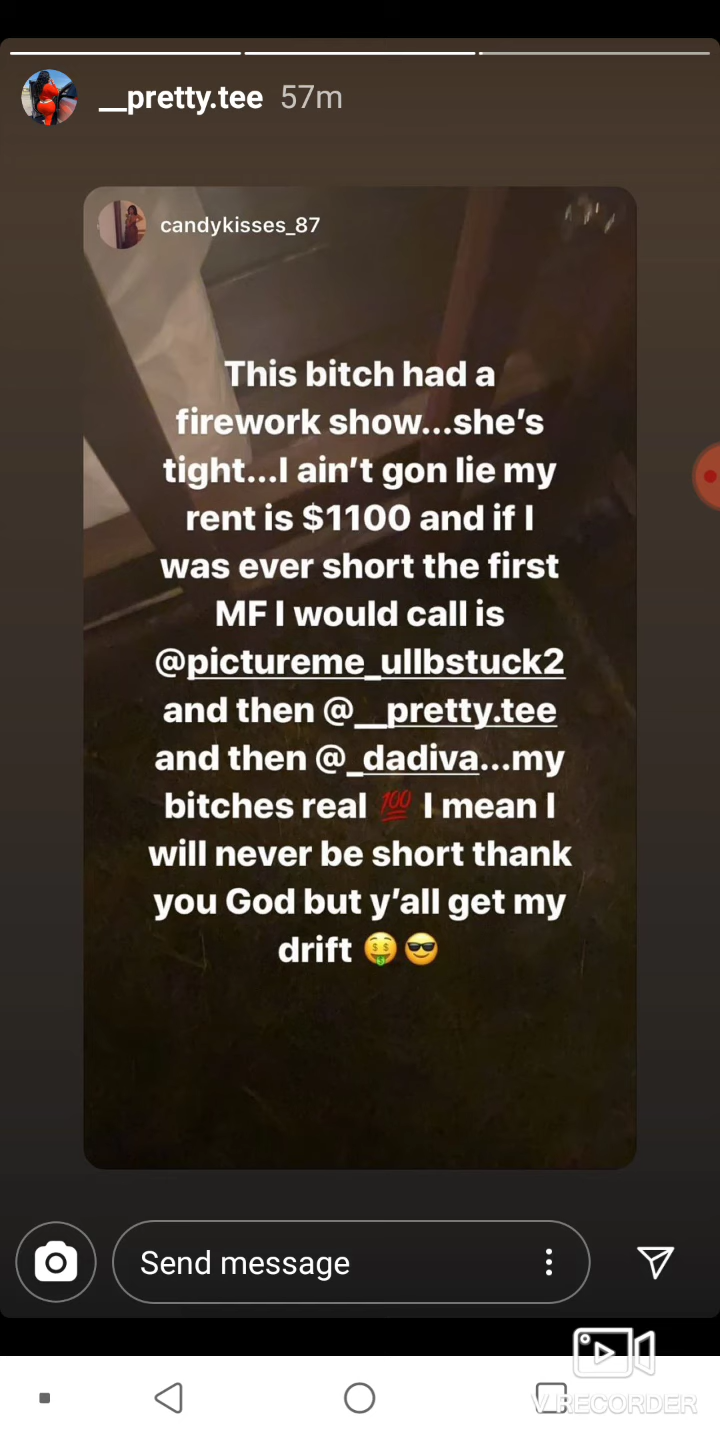 __pretty.tee 57m
candykisses_87
This bitch had a
firework show...she's
tight...I ain't gon lie my
rent is $1100 and if I
was ever short the first
MF I would call is
@pictureme_ullbstuck2
and then @__pretty.tee
and then @_dadiva...my
bitches real 💯 I mean I
will never be short thank
you God but y'all get my
drift 🤑😎
Send message
V RECORDER